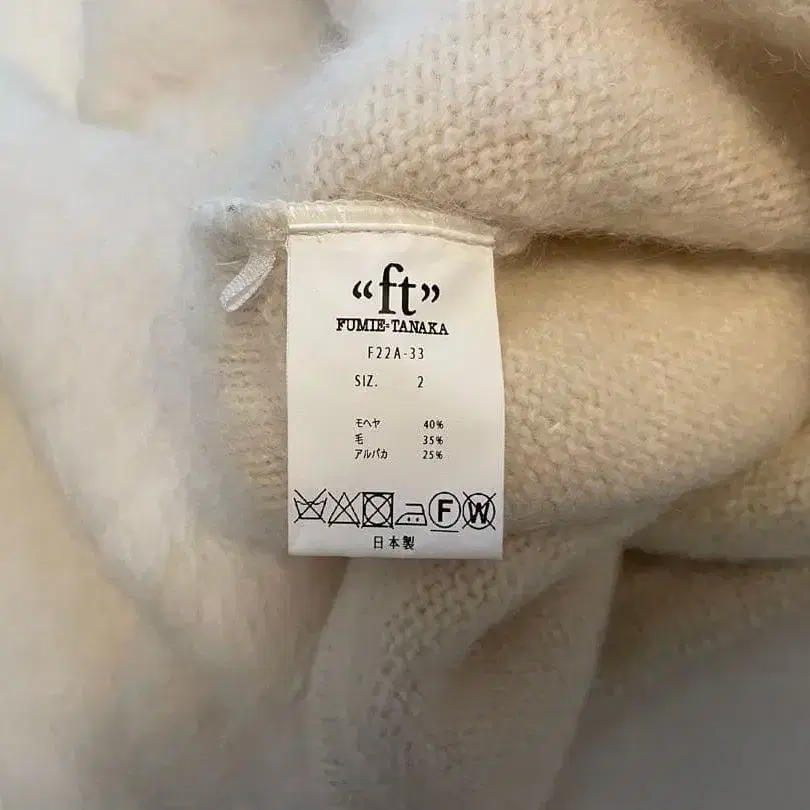 “ft”
FUMIE=TANAKA
F22A-33
SIZ. 2
モヘヤ 40%
毛 35%
アルパカ 25%
F W
日本製